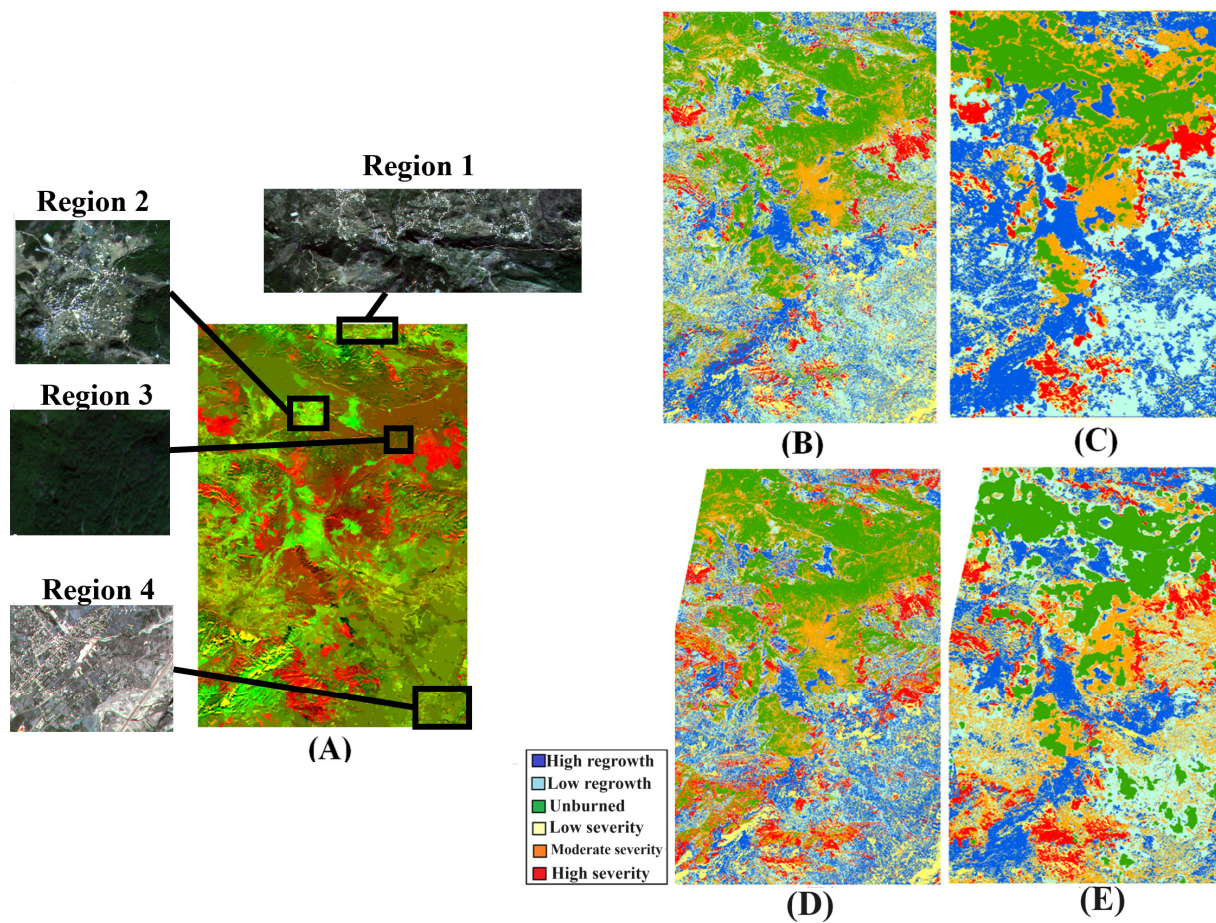 Region 1
Region 2
Region 3
Region 4
(A)
(B)
(C)
High regrowth
Low regrowth
Unburned
Low severity
Moderate severity
High severity
(D)
(E)